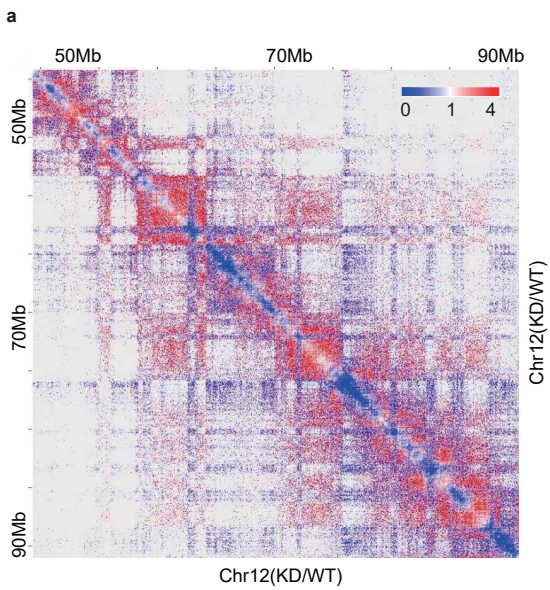 a
50Mb 70Mb 90Mb
0 1 4
50Mb
70Mb
90Mb
Chr12(KD/WT)
Chr12(KD/WT)